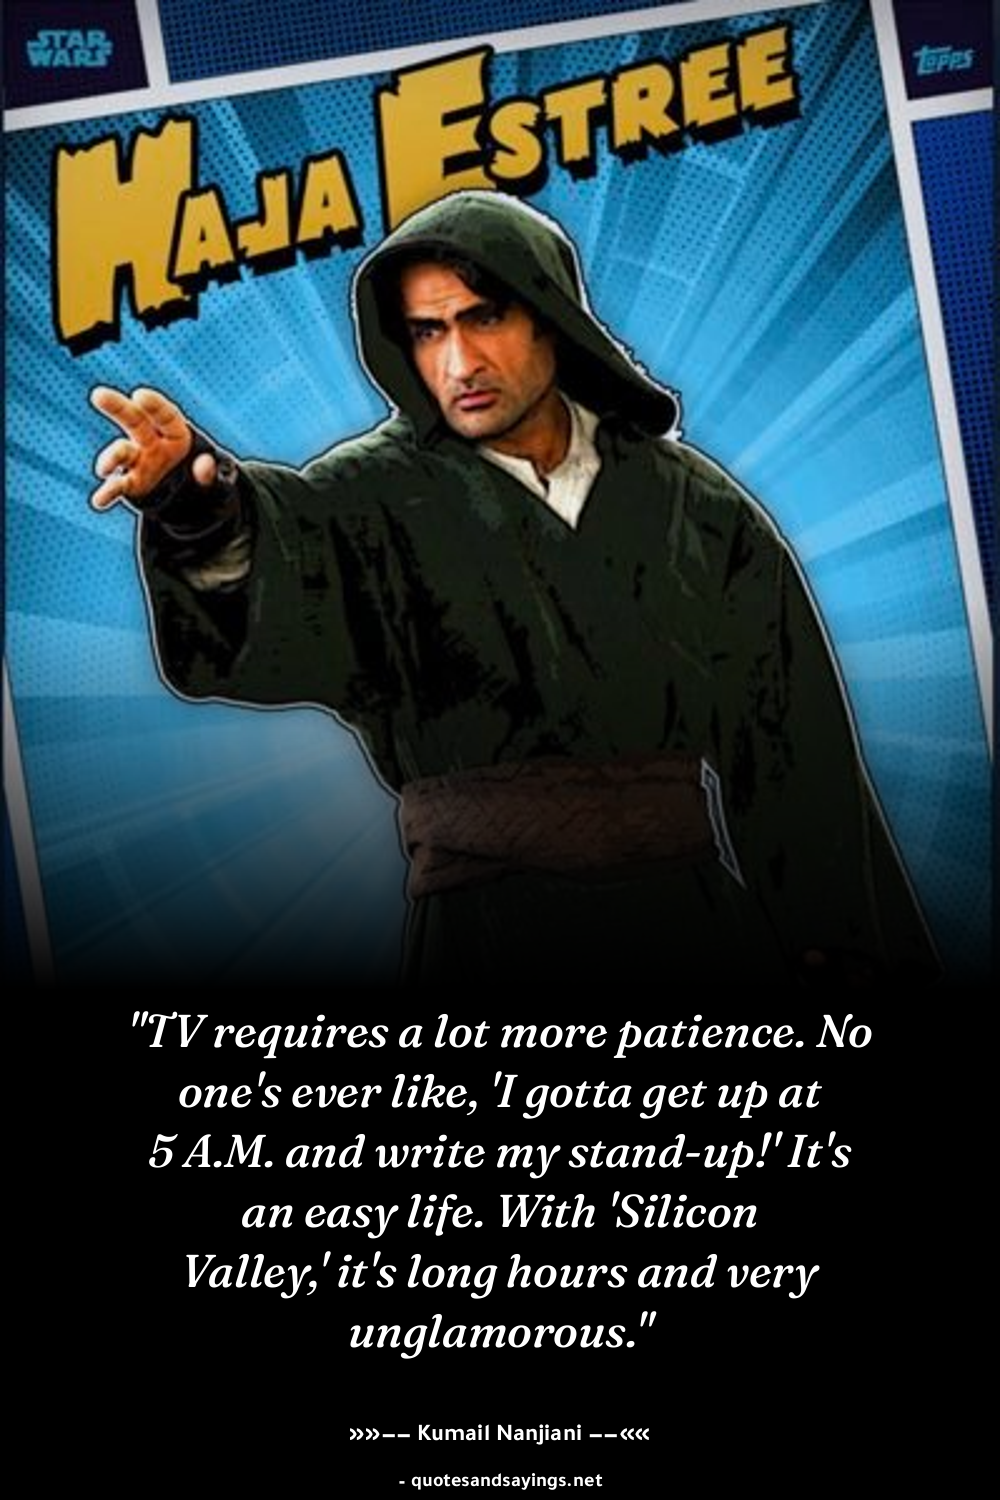 STAR
WARS
TOPPS
HAJA ESTREE
"TV requires a lot more patience. No
one's ever like, 'I gotta get up at
5 A.M. and write my stand-up!' It's
an easy life. With 'Silicon
Valley,' it's long hours and very
unglamorous."
»»–– Kumail Nanjiani ––««
- quotesandsayings.net